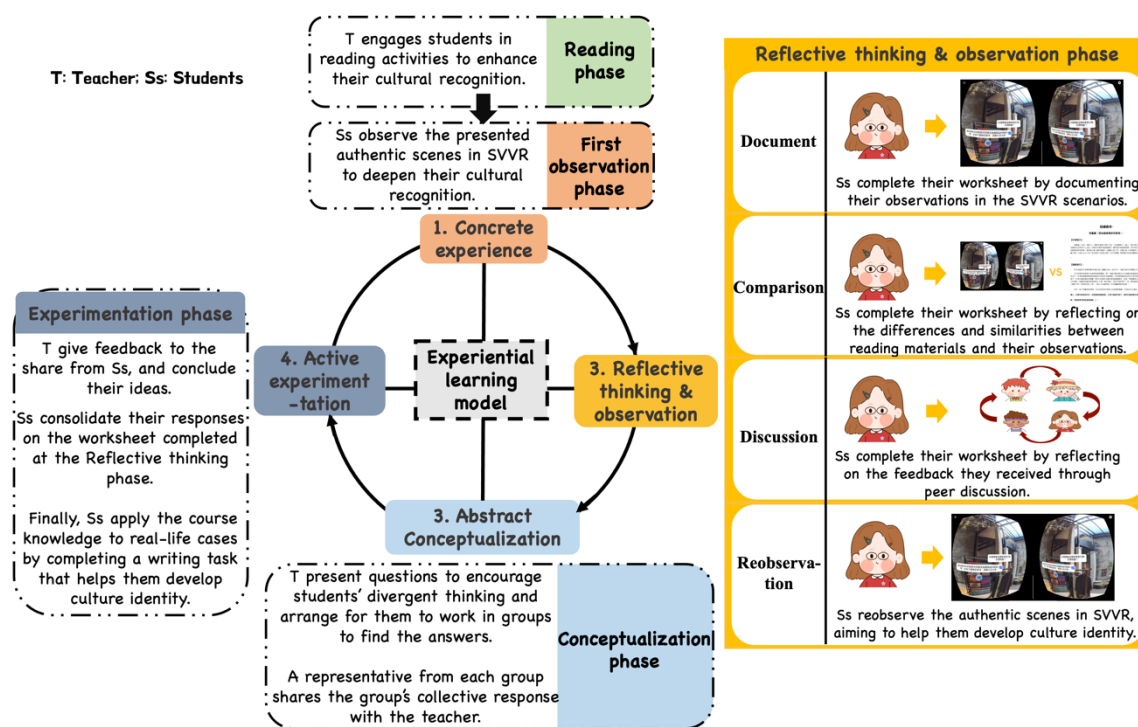 T: Teacher; Ss: Students
T engages students in
reading activities to enhance
their cultural recognition.
Reading
phase
Ss observe the presented
authentic scenes in SVVR
to deepen their cultural
recognition.
First
observation
phase
1. Concrete
experience
Experimentation phase
T give feedback to the
share from Ss, and conclude
their ideas.
Ss consolidate their responses
on the worksheet completed
at the Reflective thinking
phase.
Finally, Ss apply the course
knowledge to real-life cases
by completing a writing task
that helps them develop
culture identity.
4. Active
experiment
-tation
Experiential
learning
model
3. Reflective
thinking &
observation
3. Abstract
Conceptualization
T present questions to encourage
students' divergent thinking and
arrange for them to work in groups
to find the answers.
A representative from each group
shares the group's collective response
with the teacher.
Conceptualization
phase
Reflective thinking & observation phase
Document
Ss complete their worksheet by documenting
their observations in the SVVR scenarios.
Comparison
VS
Ss complete their worksheet by reflecting on
the differences and similarities between
reading materials and their observations.
Discussion
Ss complete their worksheet by reflecting
on the feedback they received through
peer discussion.
Reobserva-
tion
Ss reobserve the authentic scenes in SVVR,
aiming to help them develop culture identity.